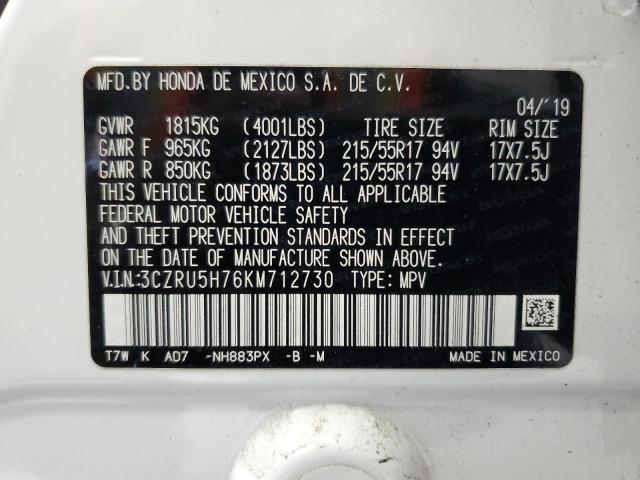 MFD.BY HONDA DE MEXICO S.A. DE C.V.
04/'19
GVWR 1815KG (4001LBS) TIRE SIZE RIM SIZE
GAWR F 965KG (2127LBS) 215/55R17 94V 17X7.5J
GAWR R 850KG (1873LBS) 215/55R17 94V 17X7.5J
THIS VEHICLE CONFORMS TO ALL APPLICABLE
FEDERAL MOTOR VEHICLE SAFETY
AND THEFT PREVENTION STANDARDS IN EFFECT
ON THE DATE OF MANUFACTURE SHOWN ABOVE.
V.I.N:3CZRU5H76KM712730 TYPE: MPV
T7W K AD7 -NH883PX -B -M MADE IN MEXICO